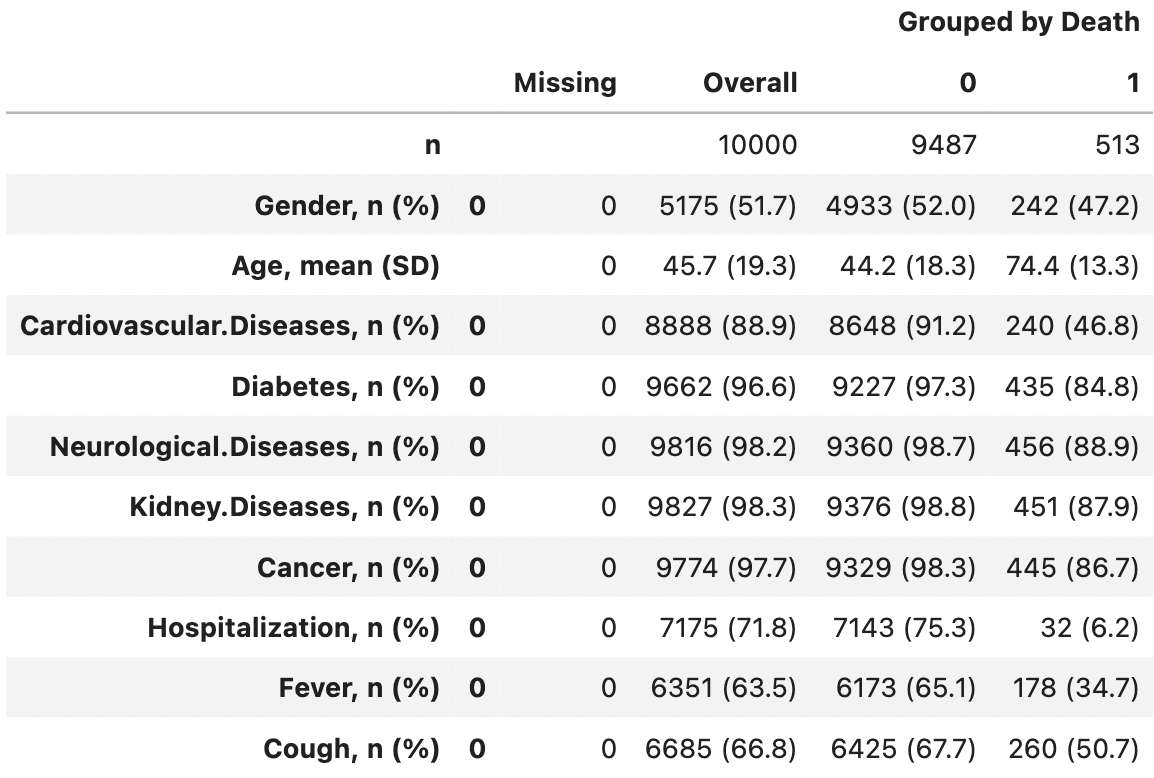 Grouped by Death
Missing Overall 0 1
n 10000 9487 513
Gender, n (%) 0 0 5175 (51.7) 4933 (52.0) 242 (47.2)
Age, mean (SD) 0 45.7 (19.3) 44.2 (18.3) 74.4 (13.3)
Cardiovascular.Diseases, n (%) 0 0 8888 (88.9) 8648 (91.2) 240 (46.8)
Diabetes, n (%) 0 0 9662 (96.6) 9227 (97.3) 435 (84.8)
Neurological.Diseases, n (%) 0 0 9816 (98.2) 9360 (98.7) 456 (88.9)
Kidney.Diseases, n (%) 0 0 9827 (98.3) 9376 (98.8) 451 (87.9)
Cancer, n (%) 0 0 9774 (97.7) 9329 (98.3) 445 (86.7)
Hospitalization, n (%) 0 0 7175 (71.8) 7143 (75.3) 32 (6.2)
Fever, n (%) 0 0 6351 (63.5) 6173 (65.1) 178 (34.7)
Cough, n (%) 0 0 6685 (66.8) 6425 (67.7) 260 (50.7)